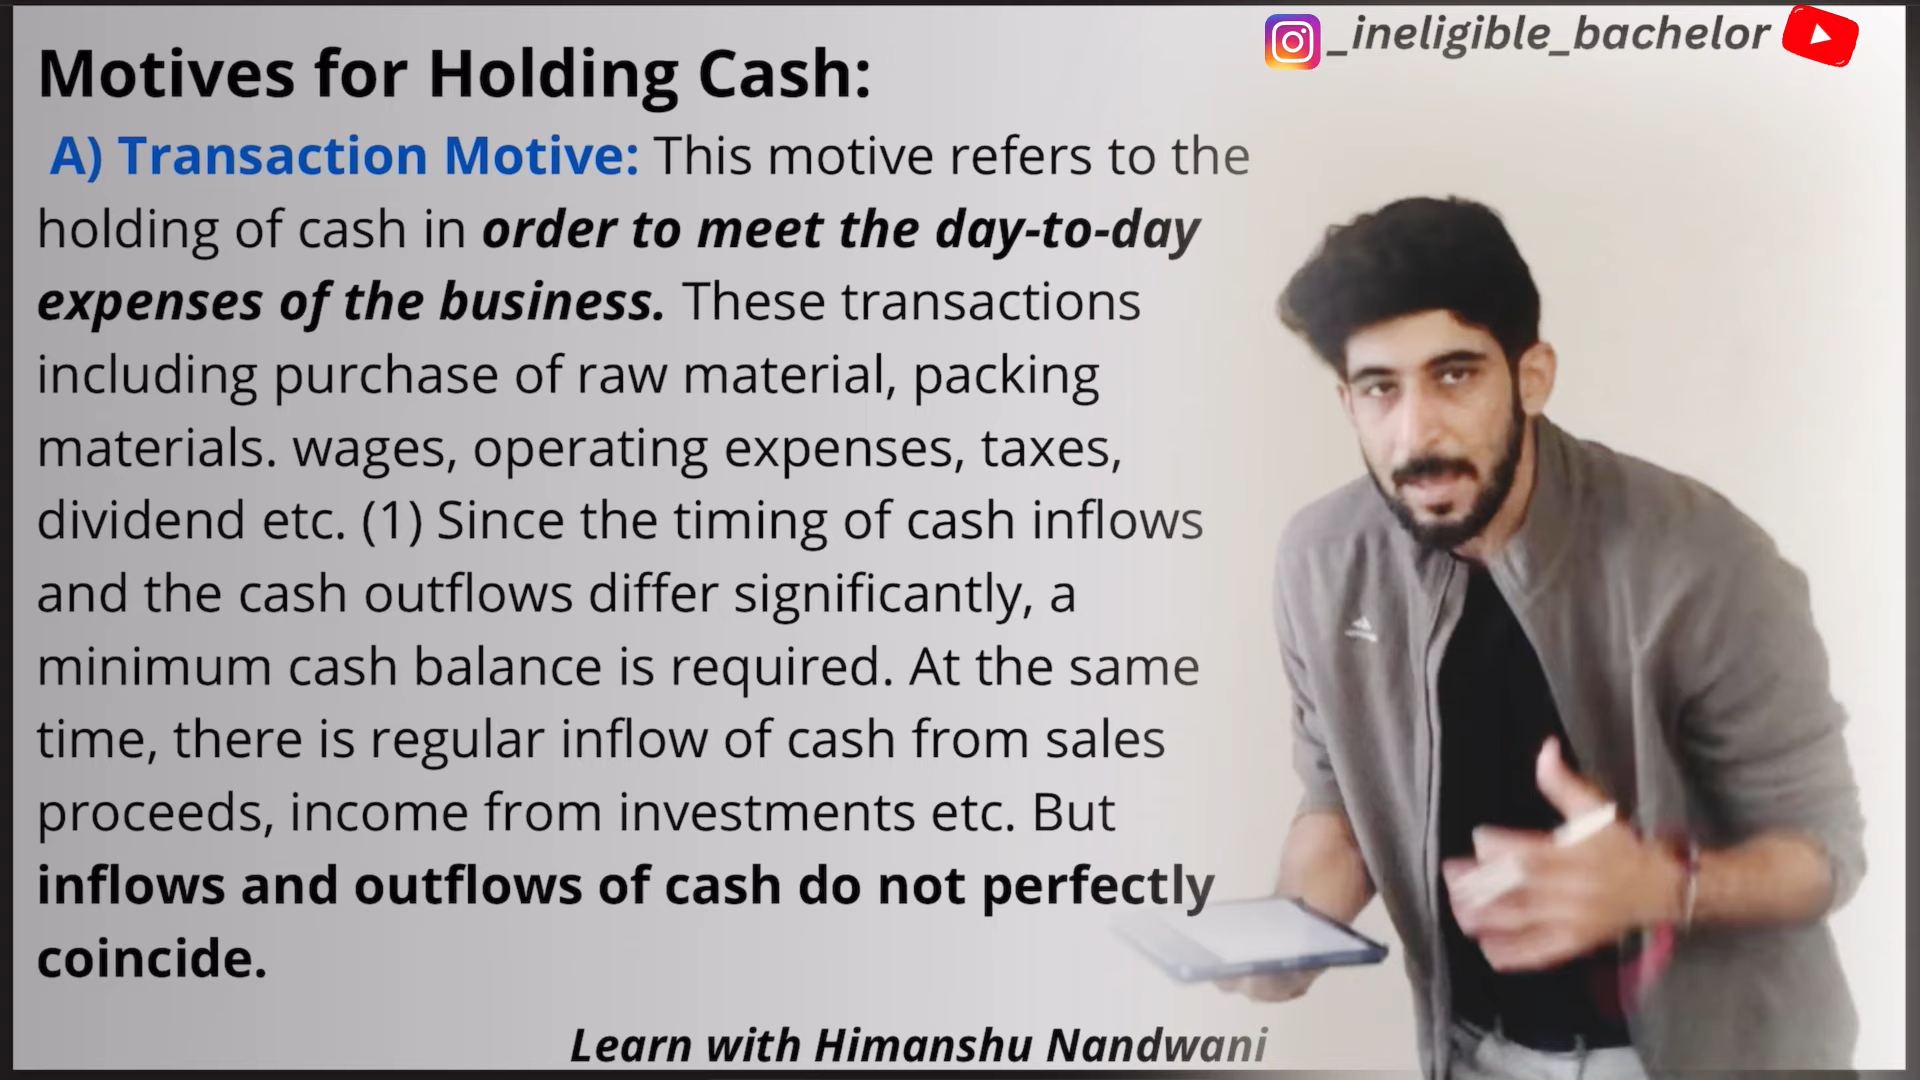 _ineligible_bachelor
Motives for Holding Cash:
A) Transaction Motive: This motive refers to the
holding of cash in order to meet the day-to-day
expenses of the business. These transactions
including purchase of raw material, packing
materials. wages, operating expenses, taxes,
dividend etc. (1) Since the timing of cash inflows
and the cash outflows differ significantly, a
minimum cash balance is required. At the same
time, there is regular inflow of cash from sales
proceeds, income from investments etc. But
inflows and outflows of cash do not perfectly
coincide.
Learn with Himanshu Nandwani